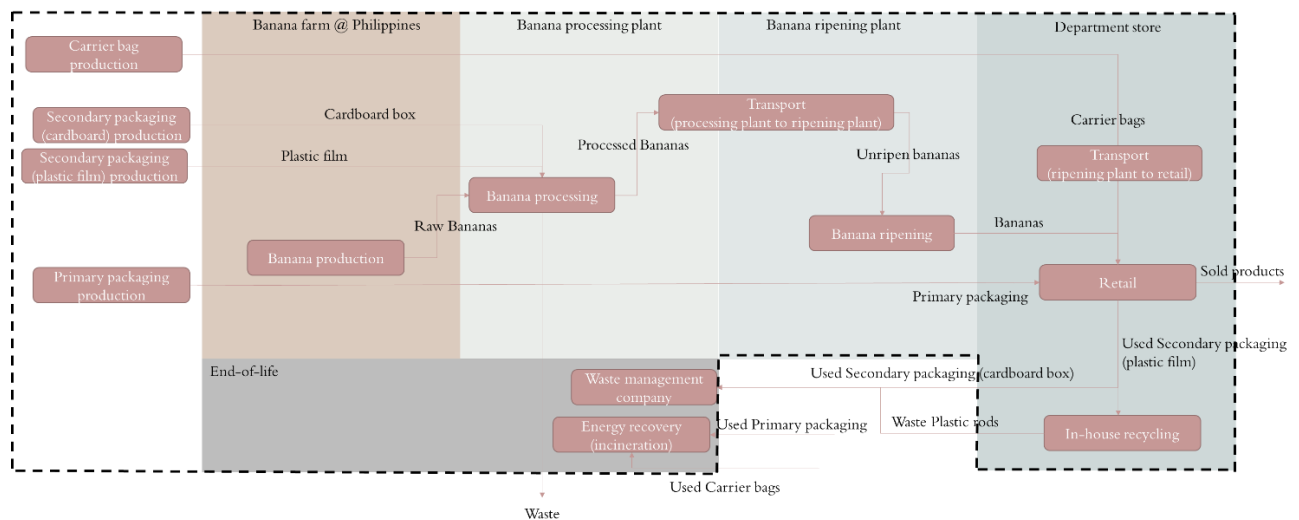 Banana farm @ Philippines
Banana processing plant
Banana ripening plant
Department store
Carrier bag
production
Secondary packaging
(cardboard) production
Cardboard box
Transport
(processing plant to ripening plant)
Carrier bags
Secondary packaging
(plastic film) production
Plastic film
Processed Bananas
Unripen bananas
Transport
(ripening plant to retail)
Banana processing
Raw Bananas
Banana ripening
Bananas
Banana production
Primary packaging
production
Primary packaging
Retail
Sold products
Used Secondary packaging
(plastic film)
End-of-life
Waste management
company
Used Secondary packaging (cardboard box)
Energy recovery
(incineration)
Used Primary packaging
Waste Plastic rods
In-house recycling
Used Carrier bags
Waste